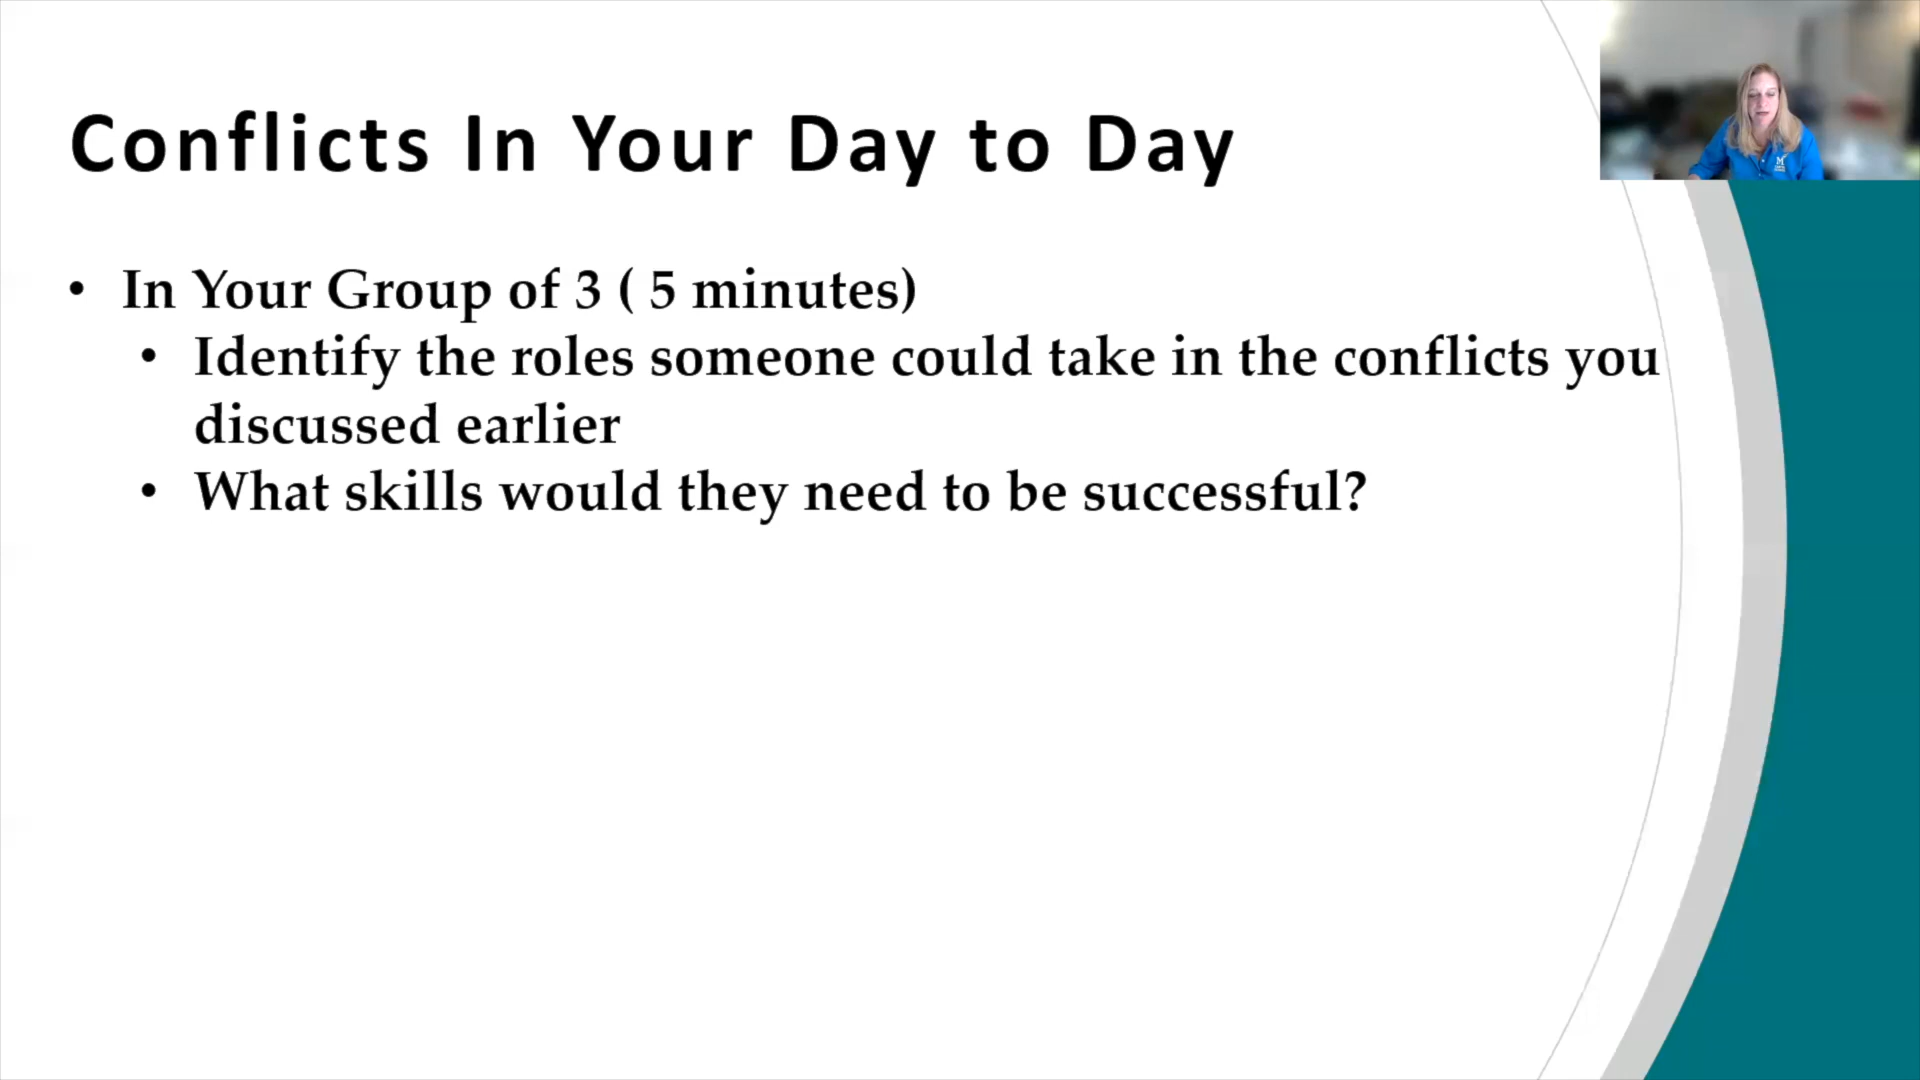 Conflicts In Your Day to Day
• In Your Group of 3 ( 5 minutes)
• Identify the roles someone could take in the conflicts you
discussed earlier
• What skills would they need to be successful?